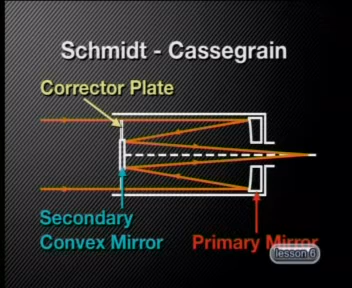 Schmidt - Cassegrain
Corrector Plate
Secondary
Convex Mirror
Primary Mirror
lesson 6